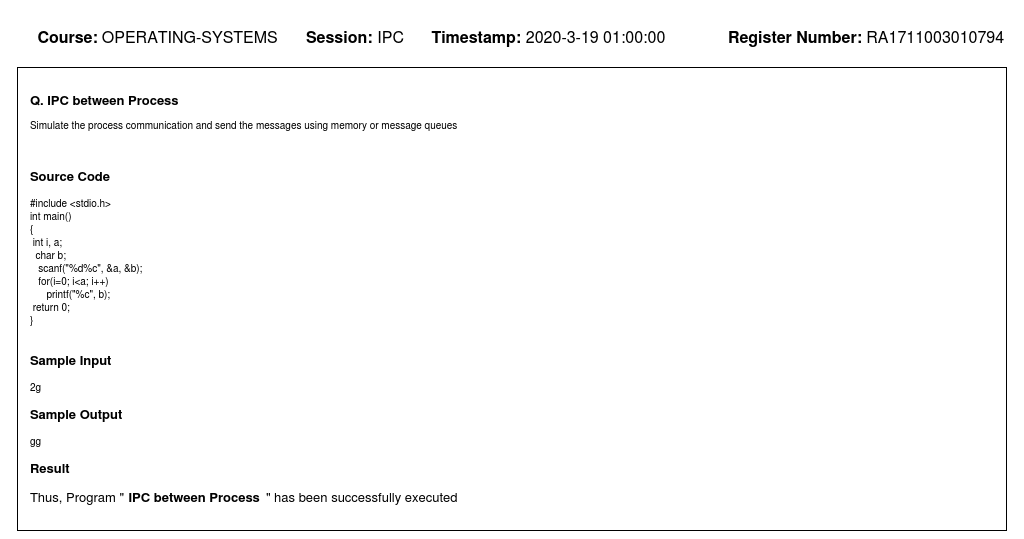 Course: OPERATING-SYSTEMS Session: IPC Timestamp: 2020-3-19 01:00:00 Register Number: RA1711003010794
Q. IPC between Process
Simulate the process communication and send the messages using memory or message queues
Source Code
#include <stdio.h>
int main()
{
int i, a;
char b;
scanf("%d%c", &a, &b);
for(i=0; i<a; i++)
printf("%c", b);
return 0;
}
Sample Input
2g
Sample Output
gg
Result
Thus, Program " IPC between Process " has been successfully executed